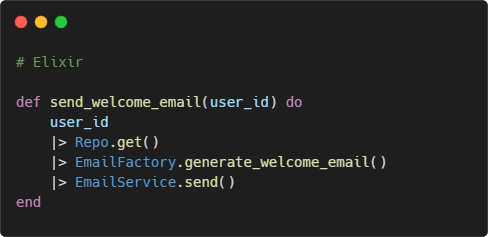 # Elixir
def send_welcome_email(user_id) do
    user_id
    |> Repo.get()
    |> EmailFactory.generate_welcome_email()
    |> EmailService.send()
end